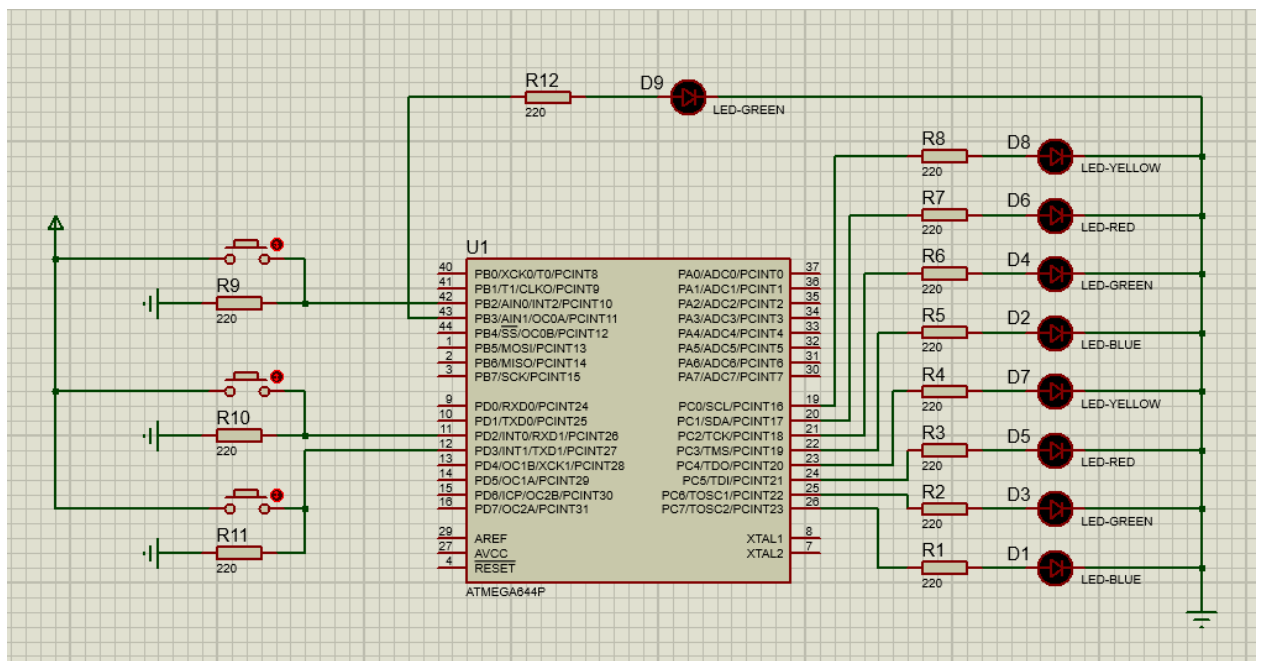 R12
220
D9
LED-GREEN
R8
220
D8
LED-YELLOW
R7
220
D6
LED-RED
R6
220
D4
LED-GREEN
R5
220
D2
LED-BLUE
R4
220
D7
LED-YELLOW
R3
220
D5
LED-RED
R2
220
D3
LED-GREEN
R1
220
D1
LED-BLUE
R9
220
R10
220
R11
220
U1
40 PB0/XCK0/T0/PCINT8 PA0/ADC0/PCINT0 37
41 PB1/T1/CLKO/PCINT9 PA1/ADC1/PCINT1 36
42 PB2/AIN0/INT2/PCINT10 PA2/ADC2/PCINT2 35
43 PB3/AIN1/OC0A/PCINT11 PA3/ADC3/PCINT3 34
44 PB4/SS/OC0B/PCINT12 PA4/ADC4/PCINT4 33
1 PB5/MOSI/PCINT13 PA5/ADC5/PCINT5 32
2 PB6/MISO/PCINT14 PA6/ADC6/PCINT6 31
3 PB7/SCK/PCINT15 PA7/ADC7/PCINT7 30
9 PD0/RXD0/PCINT24 PC0/SCL/PCINT16 19
10 PD1/TXD0/PCINT25 PC1/SDA/PCINT17 20
11 PD2/INT0/RXD1/PCINT26 PC2/TCK/PCINT18 21
12 PD3/INT1/TXD1/PCINT27 PC3/TMS/PCINT19 22
13 PD4/OC1B/XCK1/PCINT28 PC4/TDO/PCINT20 23
14 PD5/OC1A/PCINT29 PC5/TDI/PCINT21 24
15 PD6/ICP/OC2B/PCINT30 PC6/TOSC1/PCINT22 25
16 PD7/OC2A/PCINT31 PC7/TOSC2/PCINT23 26
29 AREF XTAL1 8
27 AVCC XTAL2 7
4 RESET
ATMEGA644P